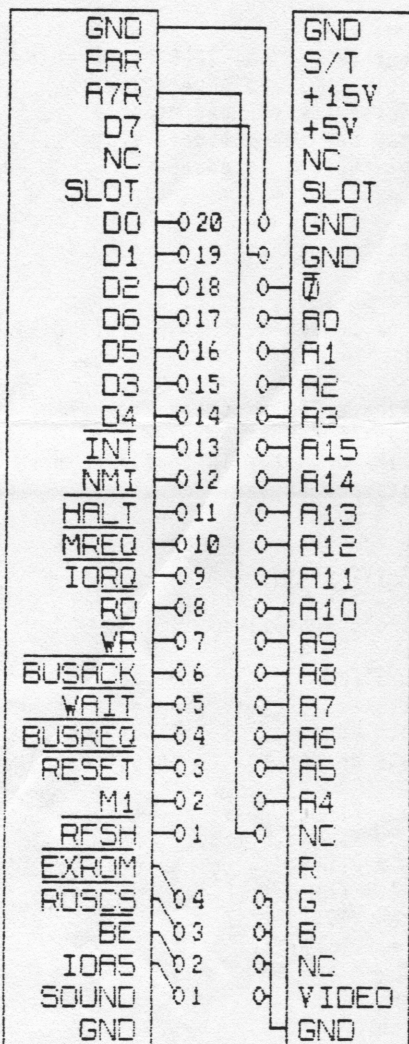 GND GND
EAR S/T
A7R +15V
D7 +5V
NC NC
SLOT SLOT
D0 20 GND
D1 19 GND
D2 18 Φ
D6 17 A0
D5 16 A1
D3 15 A2
D4 14 A3
INT 13 A15
NMI 12 A14
HALT 11 A13
MREQ 10 A12
IORQ 9 A11
RD 8 A10
WR 7 A9
BUSACK 6 A8
WAIT 5 A7
BUSREQ 4 A6
RESET 3 A5
M1 2 A4
RFSH 1 NC
EXROM R
ROSCS 4 G
BE 3 B
IOA5 2 NC
SOUND 1 VIDEO
GND GND